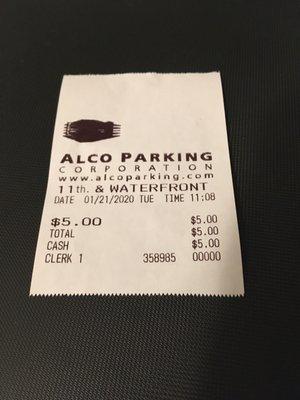 ALCO PARKING
CORPORATION
www.alcoparking.com
11th. & WATERFRONT
DATE 01/21/2020 TUE TIME 11:08
$5.00 $5.00
TOTAL $5.00
CASH $5.00
CLERK 1 358985 00000